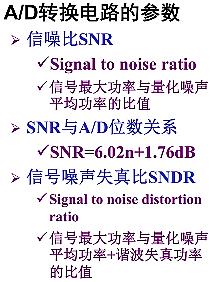 A/D转换电路的参数
信噪比SNR
Signal to noise ratio
信号最大功率与量化噪声
平均功率的比值
SNR与A/D位数关系
SNR=6.02n+1.76dB
信号噪声失真比SNDR
Signal to noise distortion
ratio
信号最大功率与量化噪声
平均功率+谐波失真功率
的比值